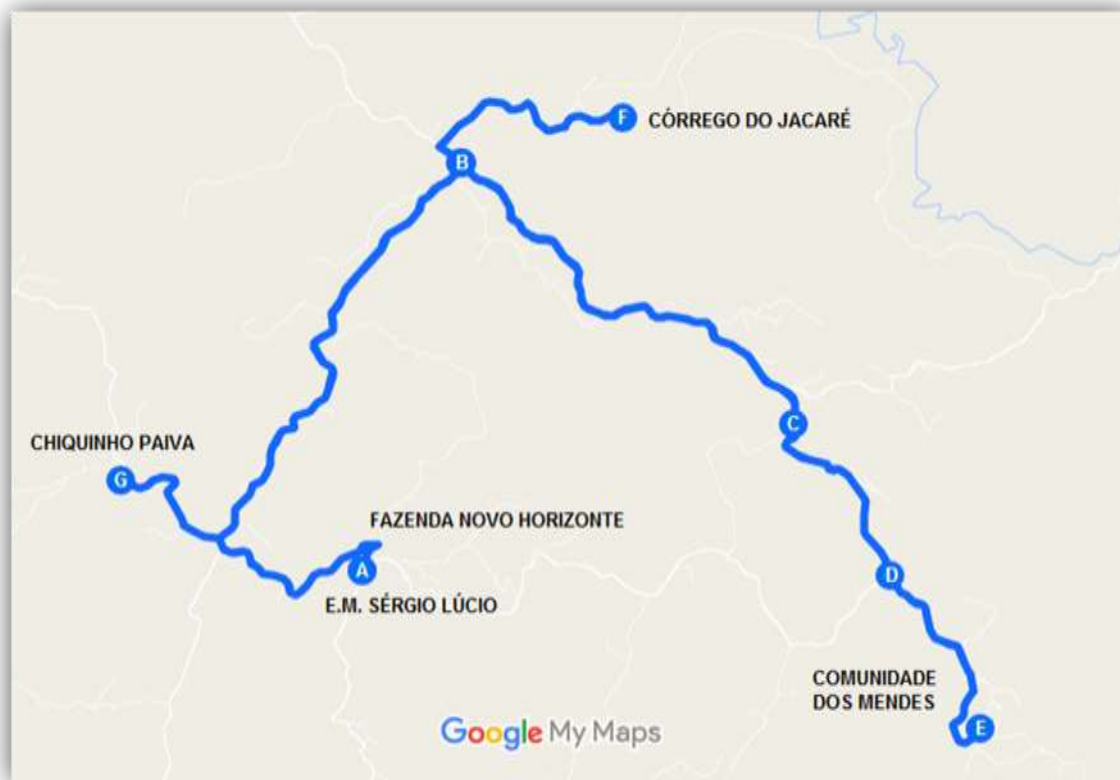 F CÓRREGO DO JACARÉ
B
C
CHIQUINHO PAIVA
G
FAZENDA NOVO HORIZONTE
A
E.M. SÉRGIO LÚCIO
D
COMUNIDADE
DOS MENDES
E
Google My Maps